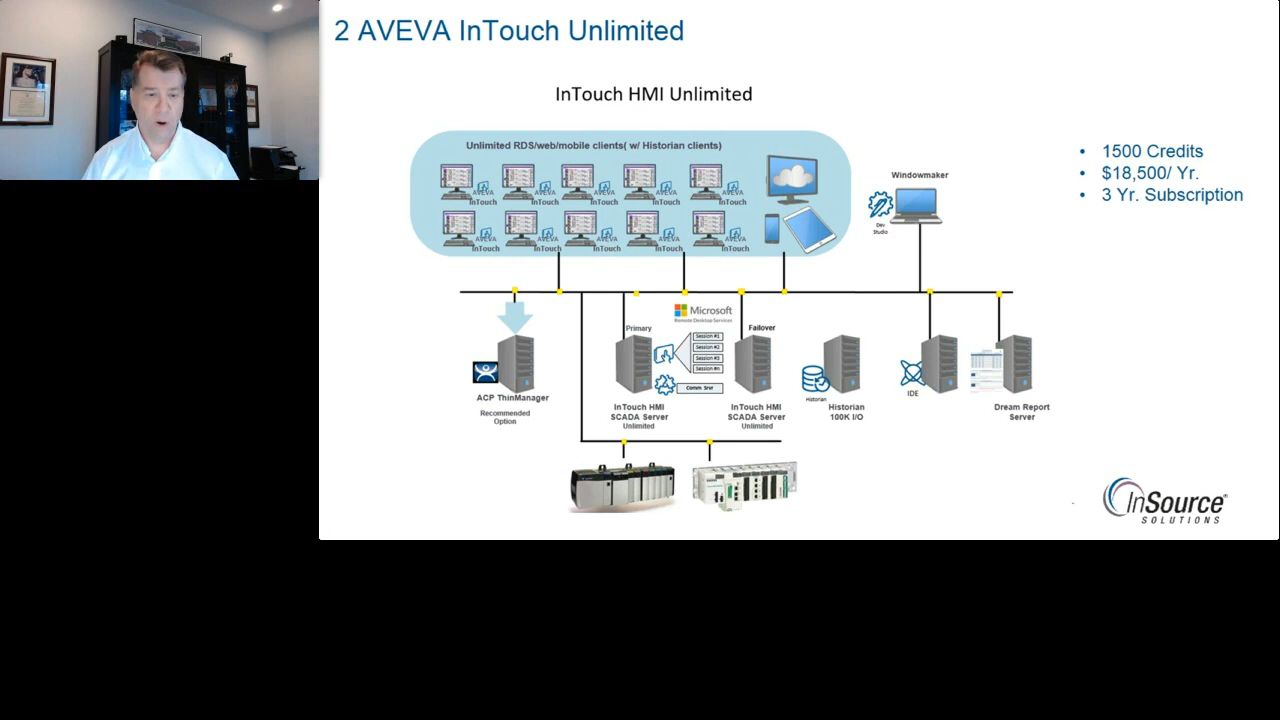 2 AVEVA InTouch Unlimited
InTouch HMI Unlimited
Unlimited RDS/web/mobile clients( w/ Historian clients)
AVEVA InTouch
AVEVA InTouch
AVEVA InTouch
AVEVA InTouch
AVEVA InTouch
AVEVA InTouch
AVEVA InTouch
AVEVA InTouch
AVEVA InTouch
AVEVA InTouch
Windowmaker
Dev
Studio
• 1500 Credits
• $18,500/ Yr.
• 3 Yr. Subscription
Microsoft
Remote Desktop Services
Primary
Failover
Session #1
Session #2
Session #3
Session #n
Comm Srvr
ACP ThinManager
Recommended
Option
InTouch HMI
SCADA Server
Unlimited
InTouch HMI
SCADA Server
Unlimited
Historian
Historian
100K I/O
IDE
Dream Report
Server
InSource
SOLUTIONS